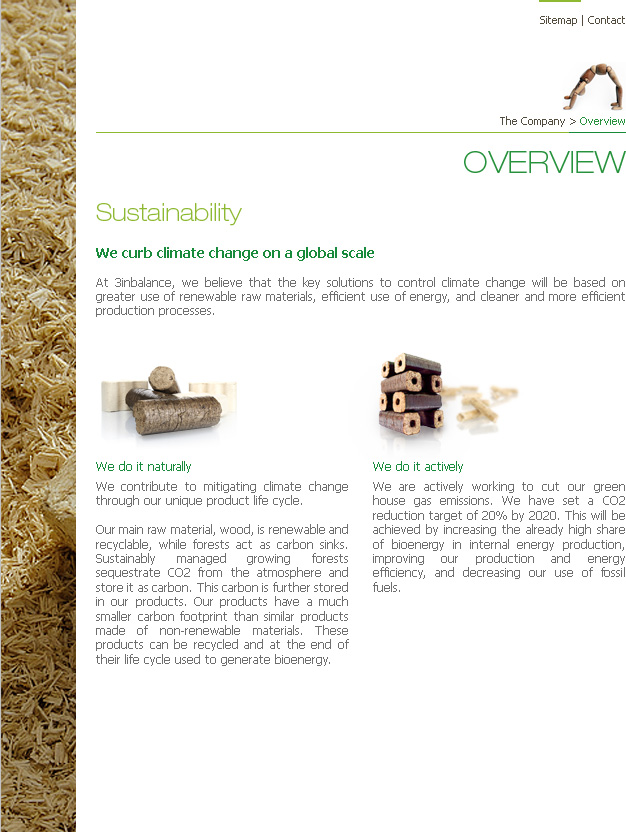 Sitemap | Contact
The Company > Overview
OVERVIEW
Sustainability
We curb climate change on a global scale
At 3inbalance, we believe that the key solutions to control climate change will be based on
greater use of renewable raw materials, efficient use of energy, and cleaner and more efficient
production processes.
We do it naturally
We contribute to mitigating climate change
through our unique product life cycle.
Our main raw material, wood, is renewable and
recyclable, while forests act as carbon sinks.
Sustainably managed growing forests
sequestrate CO2 from the atmosphere and
store it as carbon. This carbon is further stored
in our products. Our products have a much
smaller carbon footprint than similar products
made of non-renewable materials. These
products can be recycled and at the end of
their life cycle used to generate bioenergy.
We do it actively
We are actively working to cut our green
house gas emissions. We have set a CO2
reduction target of 20% by 2020. This will be
achieved by increasing the already high share
of bioenergy in internal energy production,
improving our production and energy
efficiency, and decreasing our use of fossil
fuels.